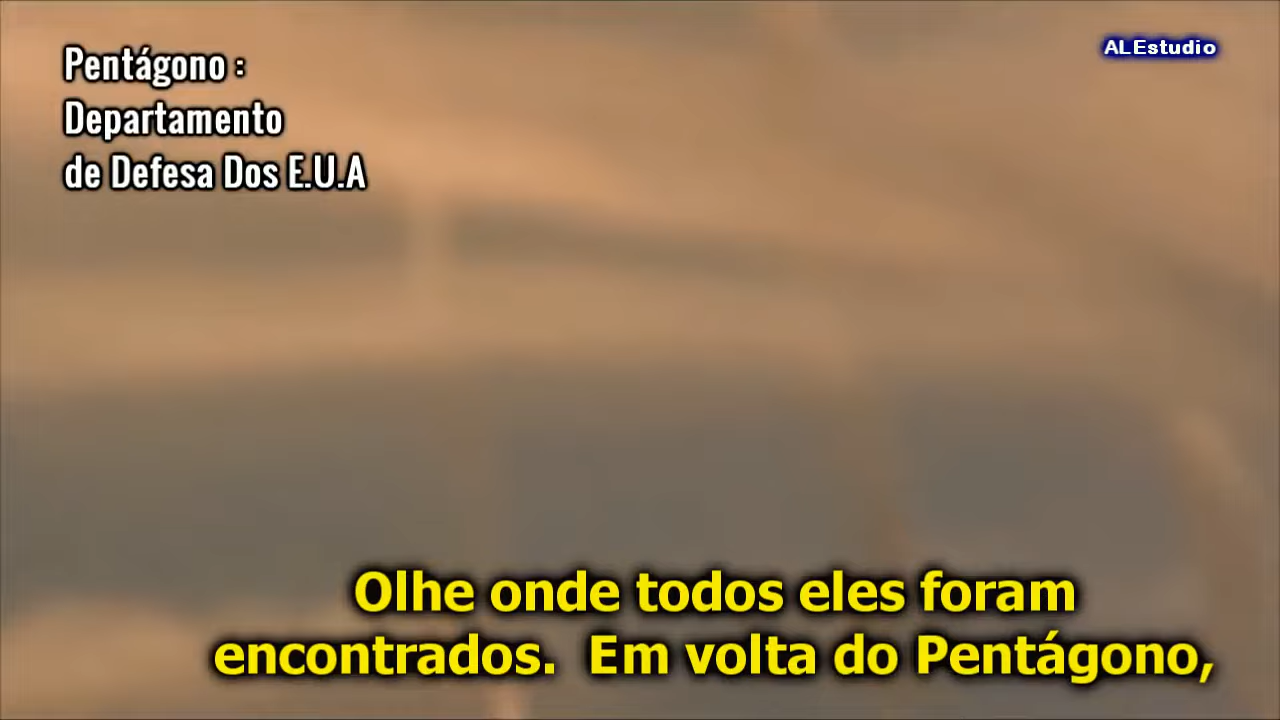 Pentágono :
Departamento
de Defesa Dos E.U.A
ALEstudio
Olhe onde todos eles foram
encontrados.  Em volta do Pentágono,